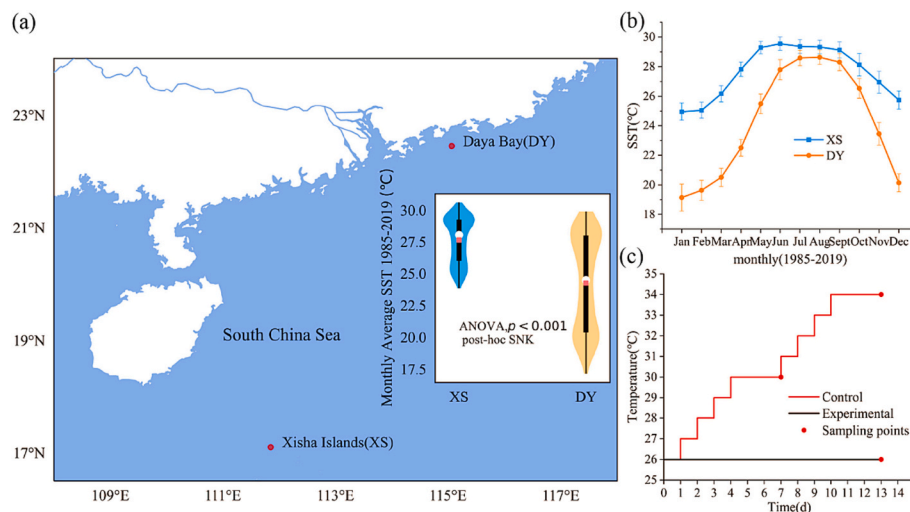 (a)
23°N
21°N
19°N
17°N
109°E
111°E
113°E
115°E
117°E
Daya Bay(DY)
South China Sea
Xisha Islands(XS)
Monthly Average SST 1985-2019 (℃)
30.0
27.5
25.0
22.5
20.0
17.5
ANOVA,p < 0.001
post-hoc SNK
XS
DY
(b)
SST(℃)
30
28
26
24
22
20
18
XS
DY
Jan Feb Mar Apr May Jun Jul Aug Sept Oct Nov Dec
monthly(1985-2019)
(c)
Temperature(℃)
35
34
32
30
28
26
25
Control
Experimental
Sampling points
0 1 2 3 4 5 6 7 8 9 10 11 12 13 14
Time(d)